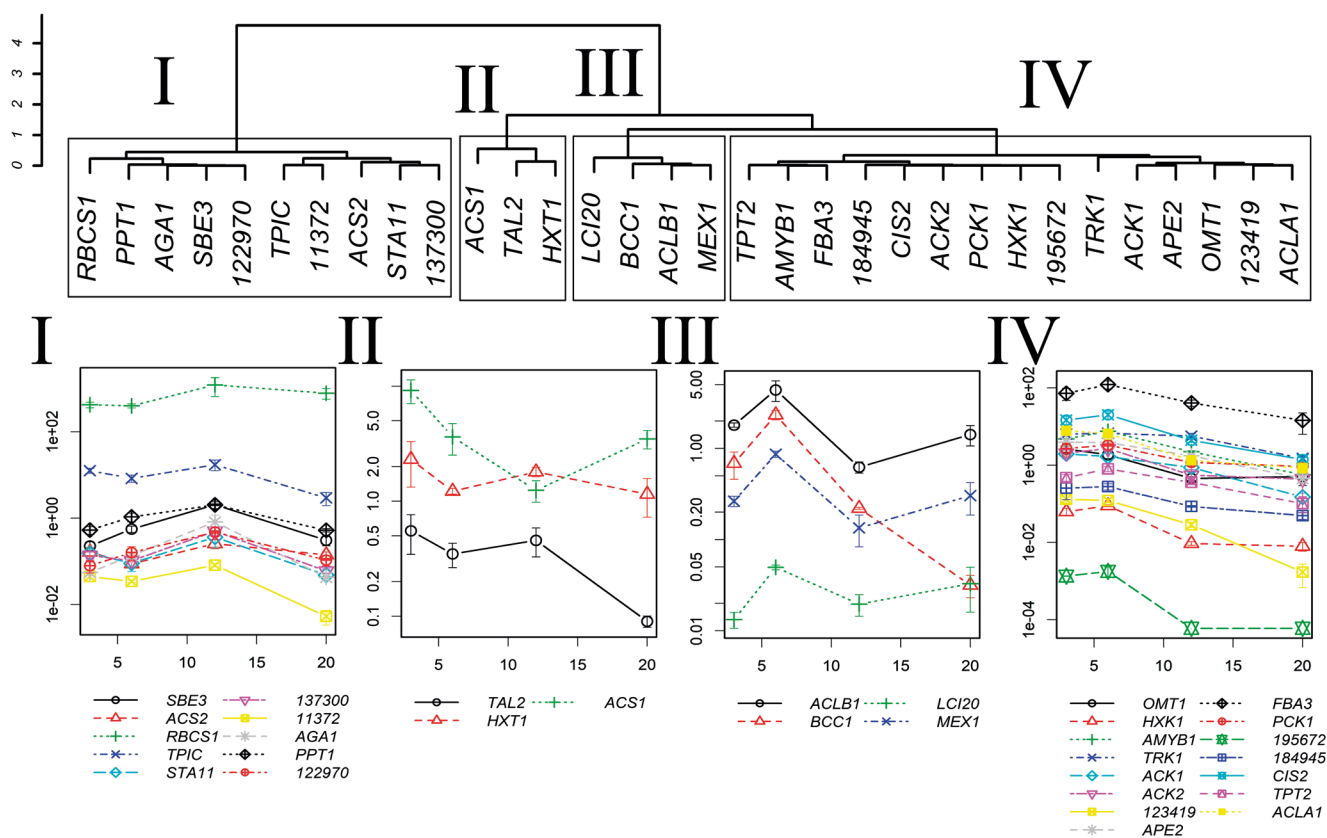 I II III IV
4
3
2
1
0
RBCS1 PPT1 AGA1 SBE3 122970 TPIC 11372 ACS2 STA11 137300
ACS1 TAL2 HXT1
LCI20 BCC1 ACLB1 MEX1
TPT2 AMYB1 FBA3 184945 CIS2 ACK2 PCK1 HXK1 195672 TRK1 ACK1 APE2 OMT1 123419 ACLA1
I
1e+02
1e+00
1e-02
5 10 15 20
SBE3 137300
ACS2 11372
RBCS1 AGA1
TPIC PPT1
STA11 122970
II
5.0
2.0
1.0
0.5
0.2
0.1
5 10 15 20
TAL2 ACS1
HXT1
III
5.00
1.00
0.20
0.05
0.01
5 10 15 20
ACLB1 LCI20
BCC1 MEX1
IV
1e+02
1e+00
1e-02
1e-04
5 10 15 20
OMT1 FBA3
HXK1 PCK1
AMYB1 195672
TRK1 184945
ACK1 CIS2
ACK2 TPT2
123419 ACLA1
APE2